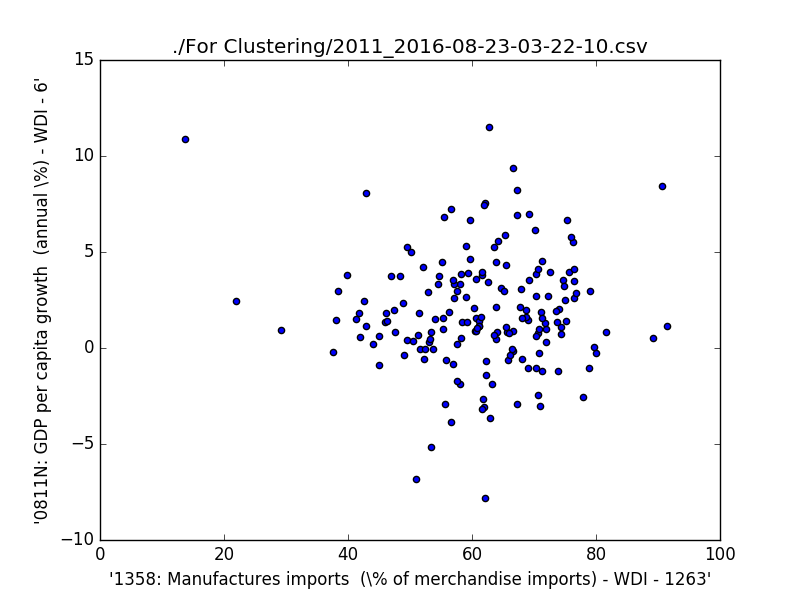 ./For Clustering/2011_2016-08-23-03-22-10.csv
15
10
5
0
−5
−10
0 20 40 60 80 100
'0811N: GDP per capita growth  (annual \%) - WDI - 6'
'1358: Manufactures imports  (\% of merchandise imports) - WDI - 1263'